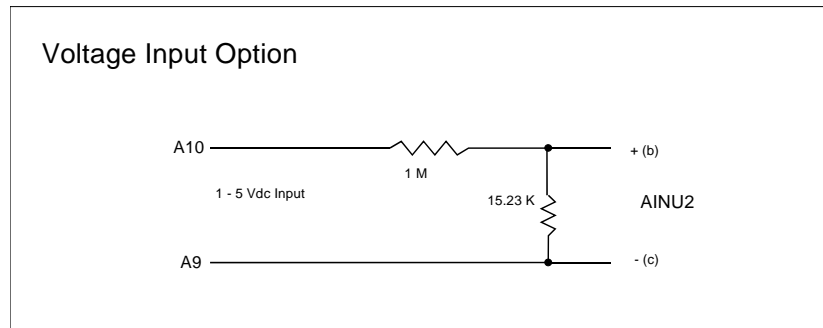 Voltage Input Option
A10
+ (b)
1 M
1 - 5 Vdc Input
15.23 K
AINU2
A9
- (c)